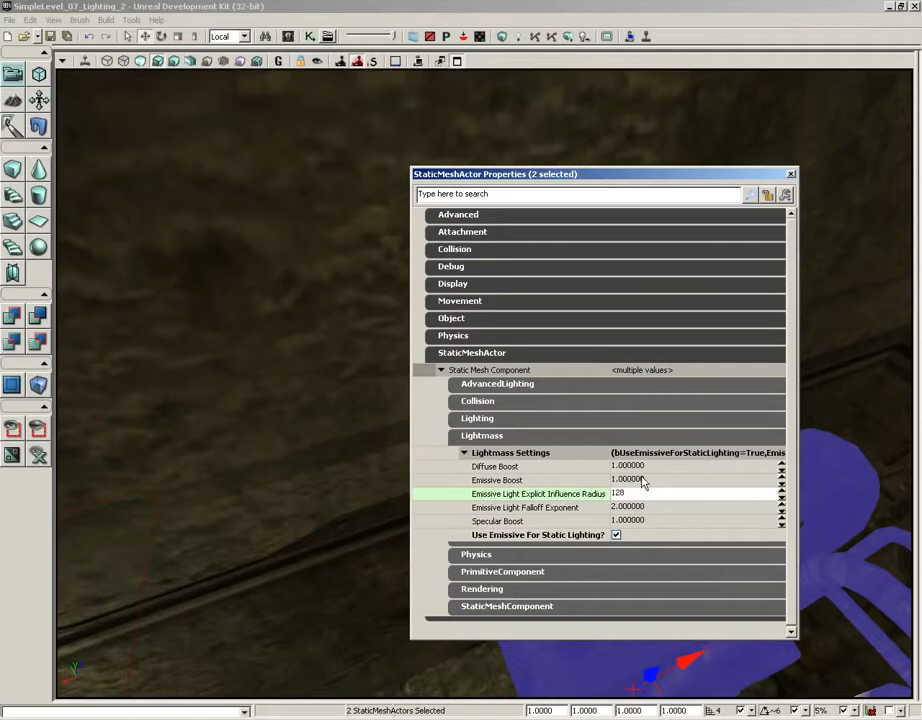 SimpleLevel_07_Lighting_2 - Unreal Development Kit (32-bit)
File Edit View Brush Build Tools Help
Local
G
StaticMeshActor Properties (2 selected)
Type here to search
Advanced
Attachment
Collision
Debug
Display
Movement
Object
Physics
StaticMeshActor
Static Mesh Component <multiple values>
AdvancedLighting
Collision
Lighting
Lightmass
Lightmass Settings (bUseEmissiveForStaticLighting=True,Emis
Diffuse Boost 1.000000
Emissive Boost 1.000000
Emissive Light Explicit Influence Radius 128
Emissive Light Falloff Exponent 2.000000
Specular Boost 1.000000
Use Emissive For Static Lighting?
Physics
PrimitiveComponent
Rendering
StaticMeshComponent
2 StaticMeshActors Selected 1.0000 1.0000 1.0000 1.0000 4 ~6 5%